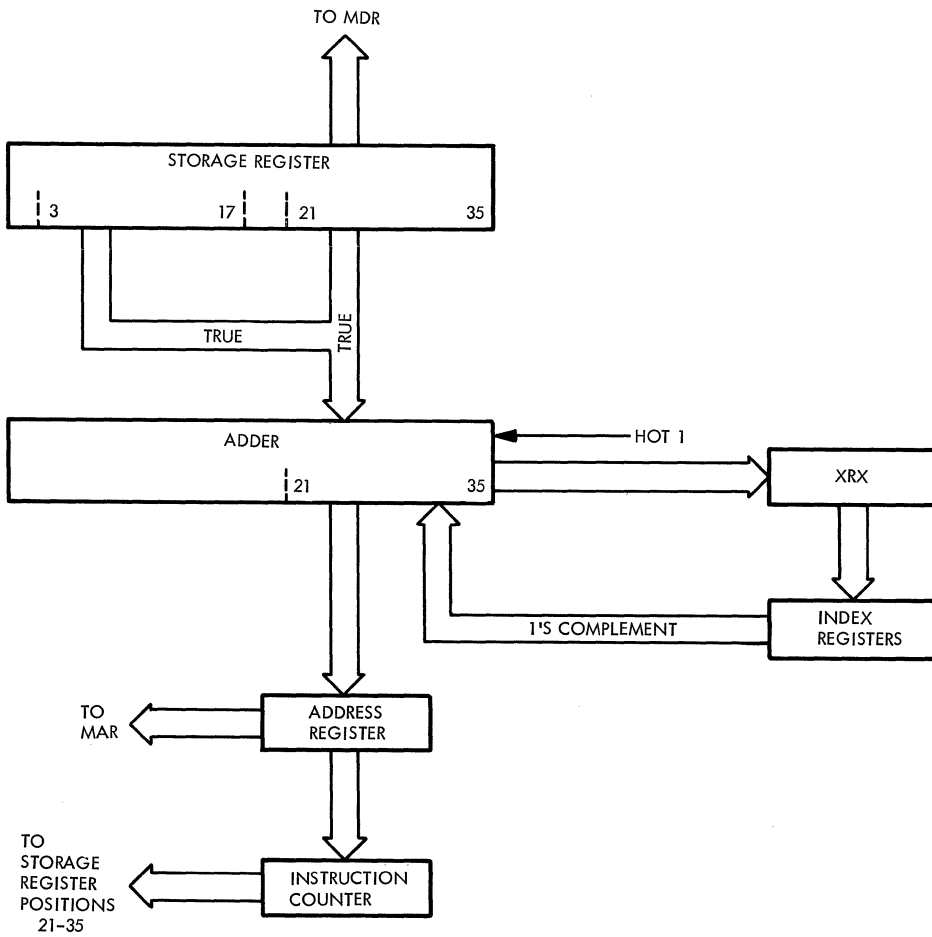 TO MDR
STORAGE REGISTER
3 17 21 35
TRUE
TRUE
ADDER
HOT 1
21 35
XRX
1'S COMPLEMENT
INDEX
REGISTERS
TO
MAR
ADDRESS
REGISTER
TO
STORAGE
REGISTER
POSITIONS
21-35
INSTRUCTION
COUNTER